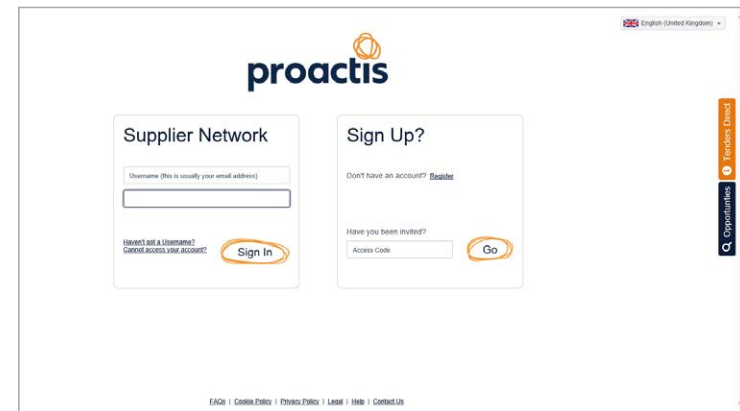 English (United Kingdom)
proactis
Supplier Network
Username (this is usually your email address)
Haven't got a Username?
Cannot access your account?
Sign In
Sign Up?
Don't have an account? Register
Have you been invited?
Access Code
Go
Tenders Direct
Opportunties
FAQs | Cookie Policy | Privacy Policy | Legal | Help | Contact Us